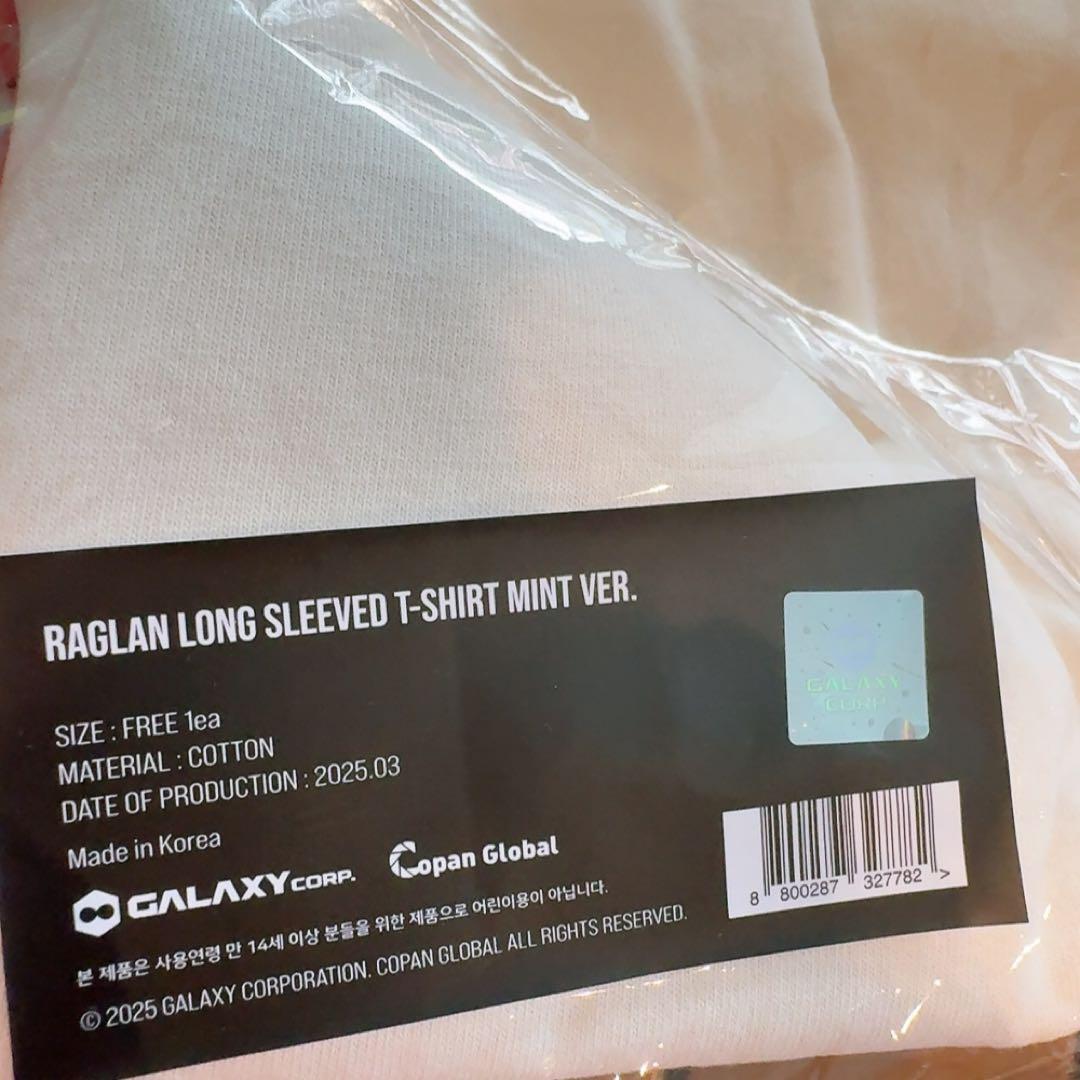 RAGLAN LONG SLEEVED T-SHIRT MINT VER.
SIZE : FREE 1ea
MATERIAL : COTTON
DATE OF PRODUCTION : 2025.03
Made in Korea
GALAXY CORP.
Copan Global
본 제품은 사용연령 만 14세 이상 분들을 위한 제품으로 어린이용이 아닙니다.
© 2025 GALAXY CORPORATION. COPAN GLOBAL ALL RIGHTS RESERVED.
GALAXY
CORP
8 800287 327782 >